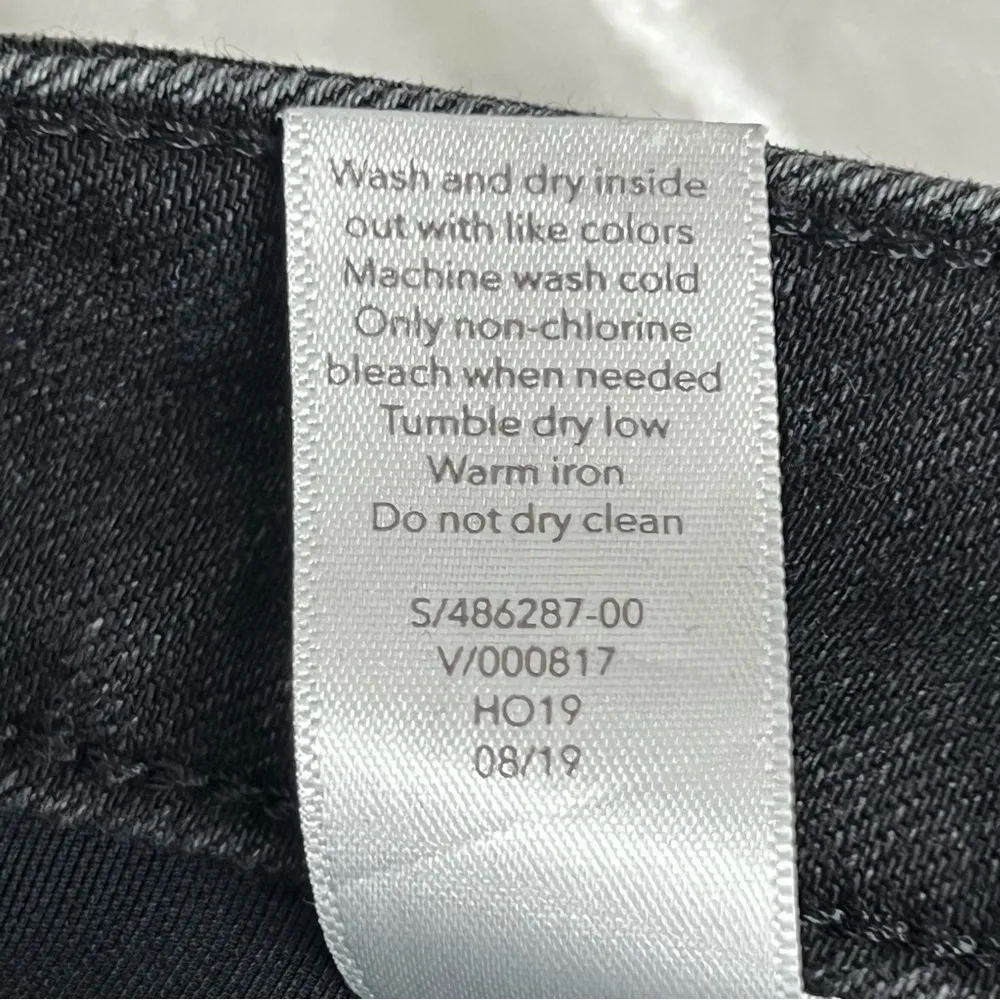 Wash and dry inside
out with like colors
Machine wash cold
Only non-chlorine
bleach when needed
Tumble dry low
Warm iron
Do not dry clean
S/486287-00
V/000817
HO19
08/19